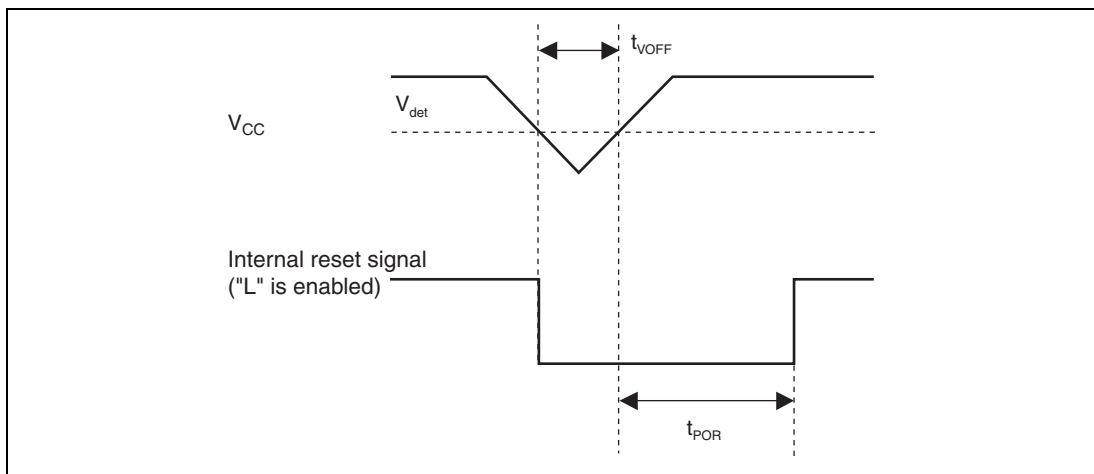 tVOFF
Vdet
VCC
Internal reset signal
("L" is enabled)
tPOR